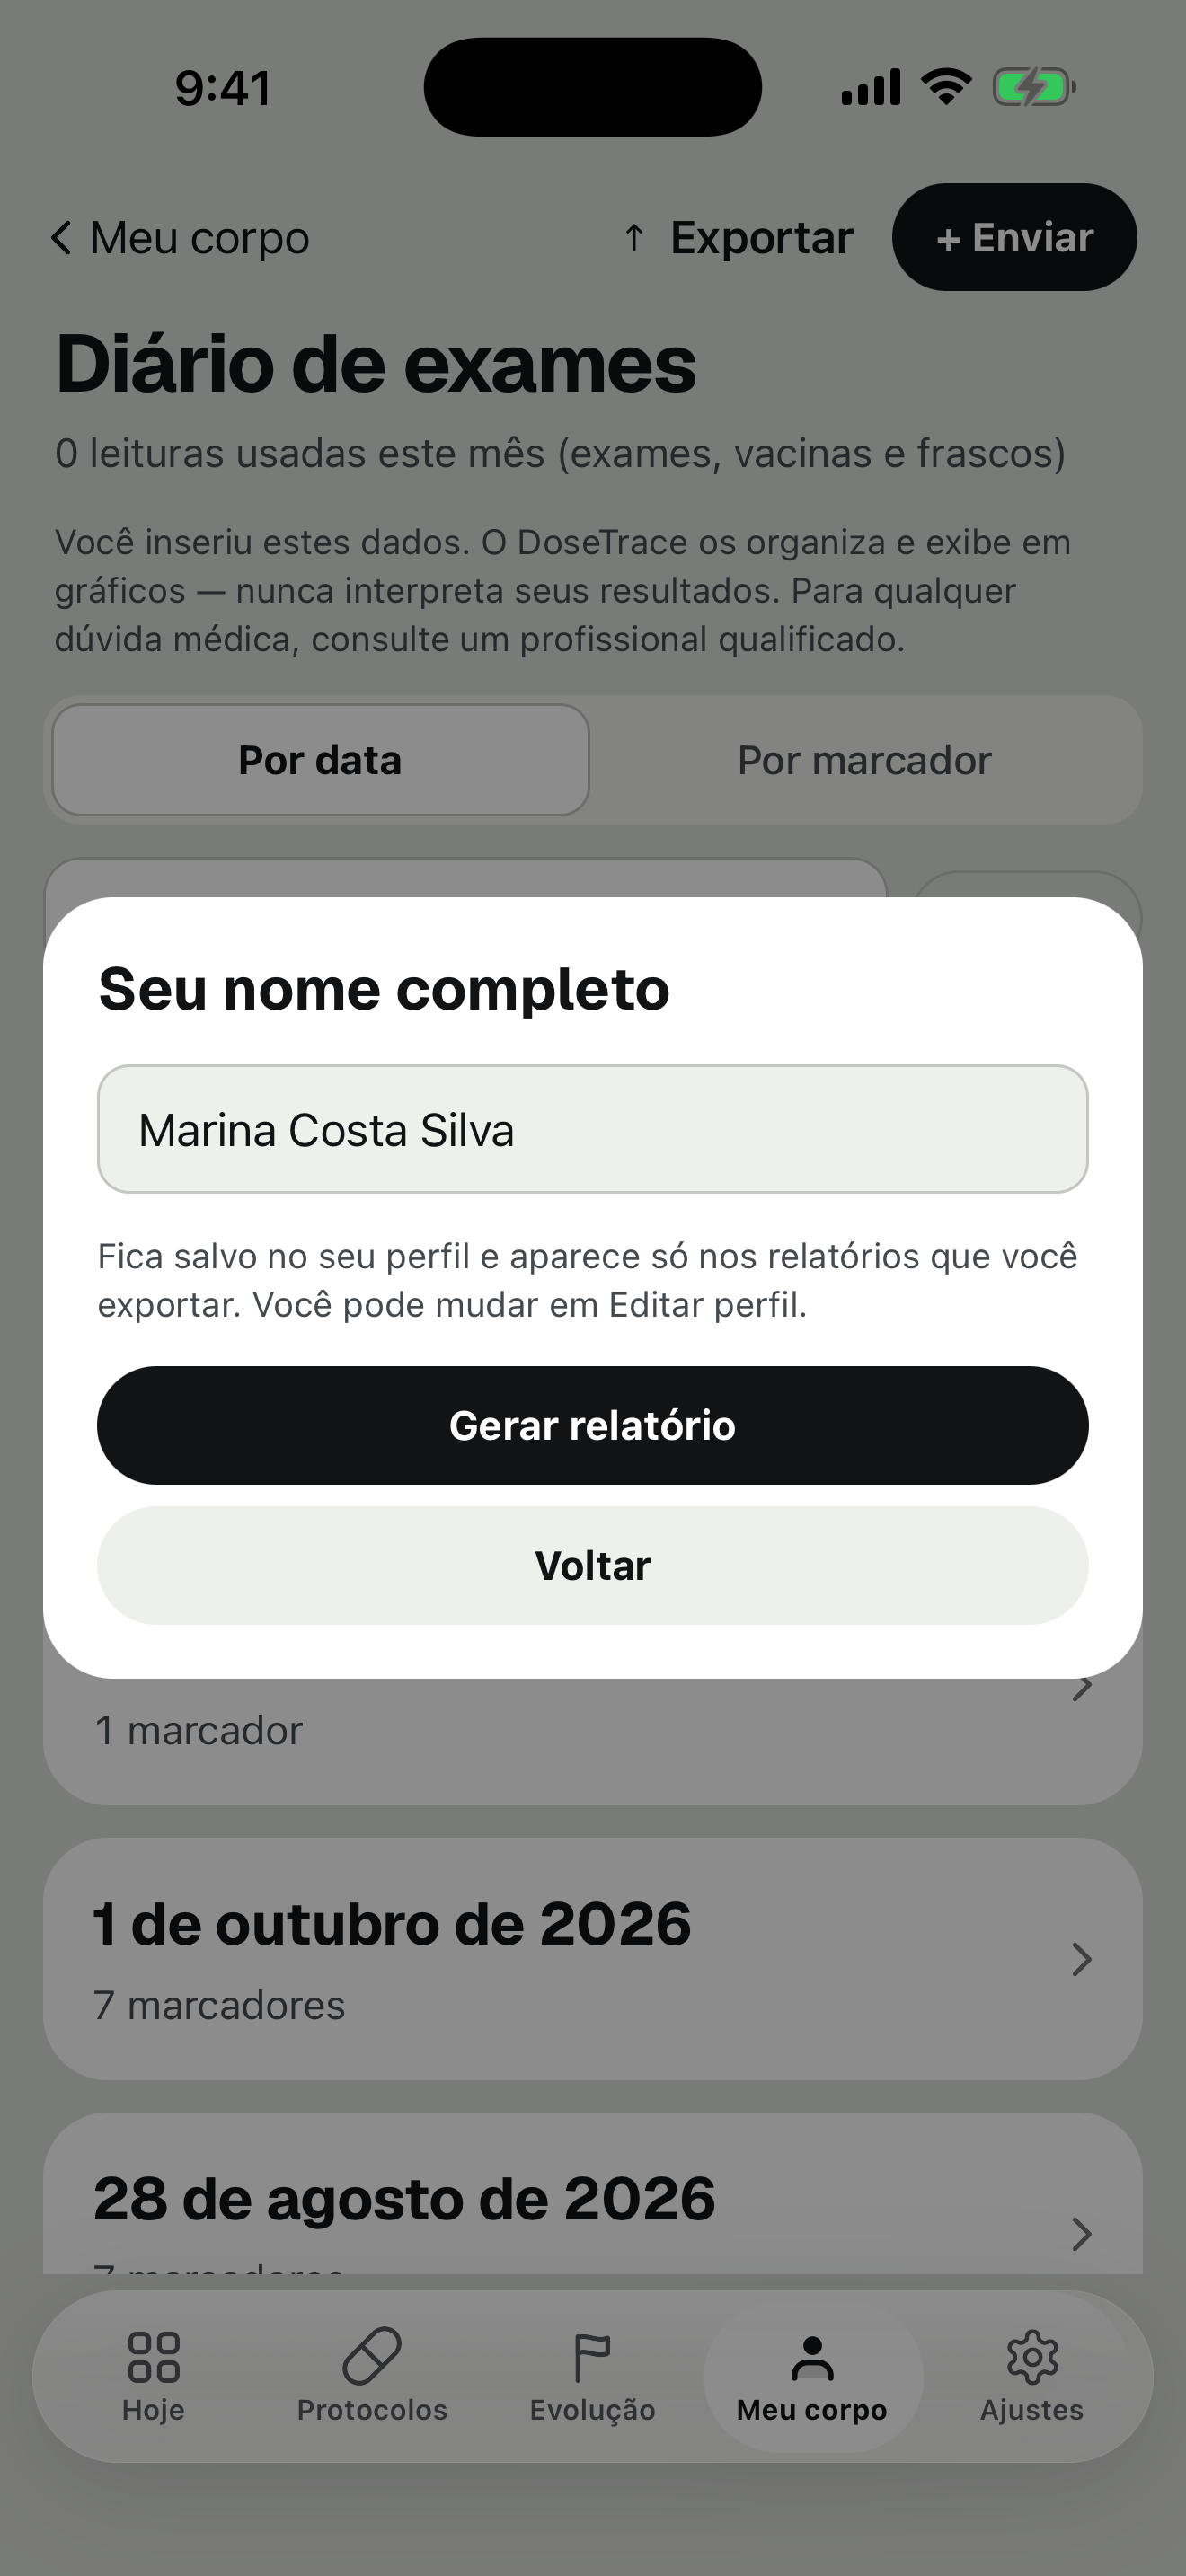 9:41
Meu corpo
↑ Exportar
+ Enviar
Diário de exames
0 leituras usadas este mês (exames, vacinas e frascos)
Você inseriu estes dados. O DoseTrace os organiza e exibe em
gráficos — nunca interpreta seus resultados. Para qualquer
dúvida médica, consulte um profissional qualificado.
Por data
Por marcador
Seu nome completo
Marina Costa Silva
Fica salvo no seu perfil e aparece só nos relatórios que você
exportar. Você pode mudar em Editar perfil.
Gerar relatório
Voltar
1 marcador
1 de outubro de 2026
7 marcadores
28 de agosto de 2026
7 marcadores
Hoje
Protocolos
Evolução
Meu corpo
Ajustes